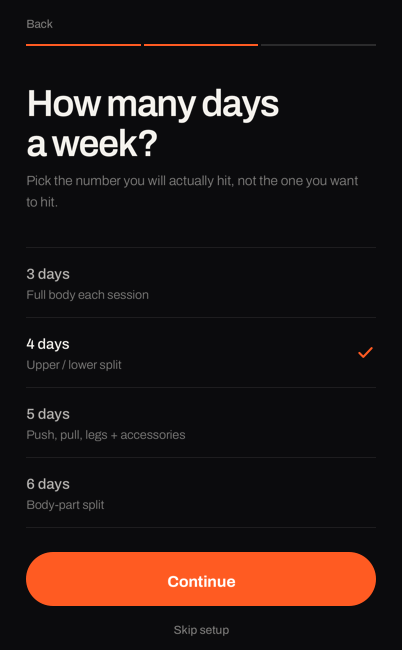 Back
How many days
a week?
Pick the number you will actually hit, not the one you want
to hit.
3 days
Full body each session
4 days
Upper / lower split
5 days
Push, pull, legs + accessories
6 days
Body-part split
Continue
Skip setup